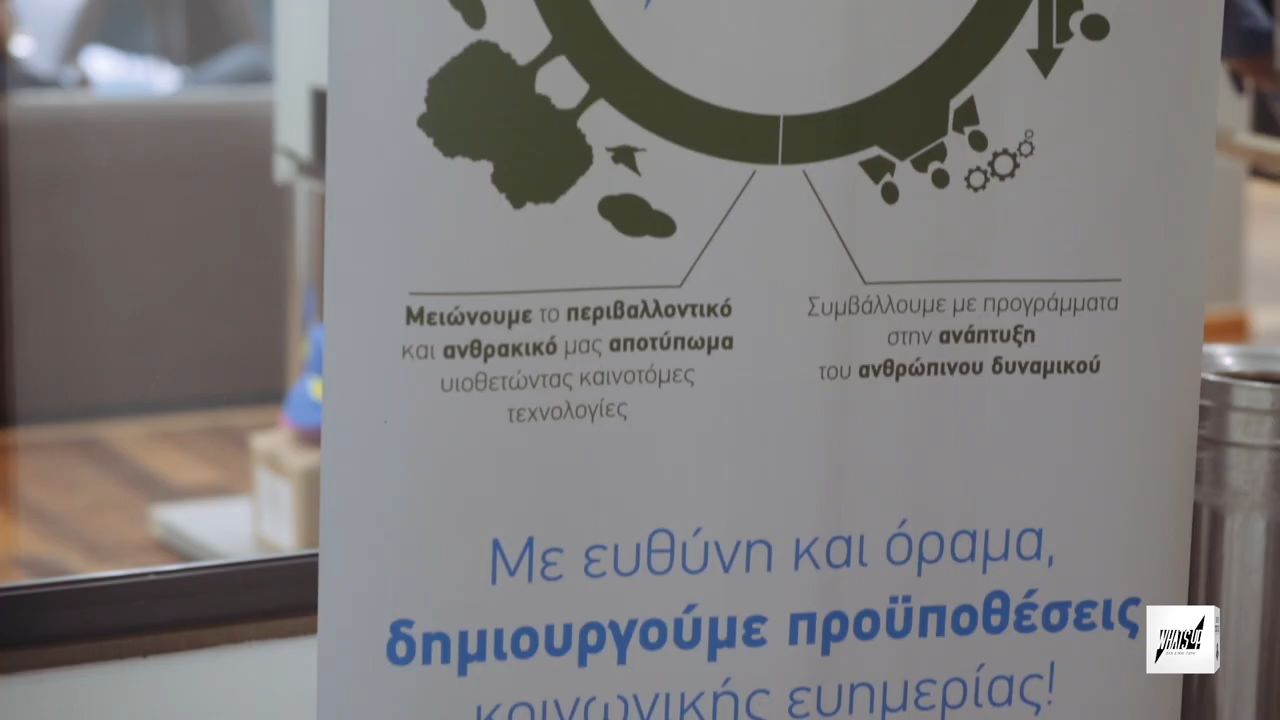 Μειώνουμε το περιβαλλοντικό
και ανθρακικό μας αποτύπωμα
υιοθετώντας καινοτόμες
τεχνολογίες
Συμβάλλουμε με προγράμματα
στην ανάπτυξη
του ανθρώπινου δυναμικού
Με ευθύνη και όραμα,
δημιουργούμε προϋποθέσεις
κοινωνικής ευημερίας!
WHATSUP